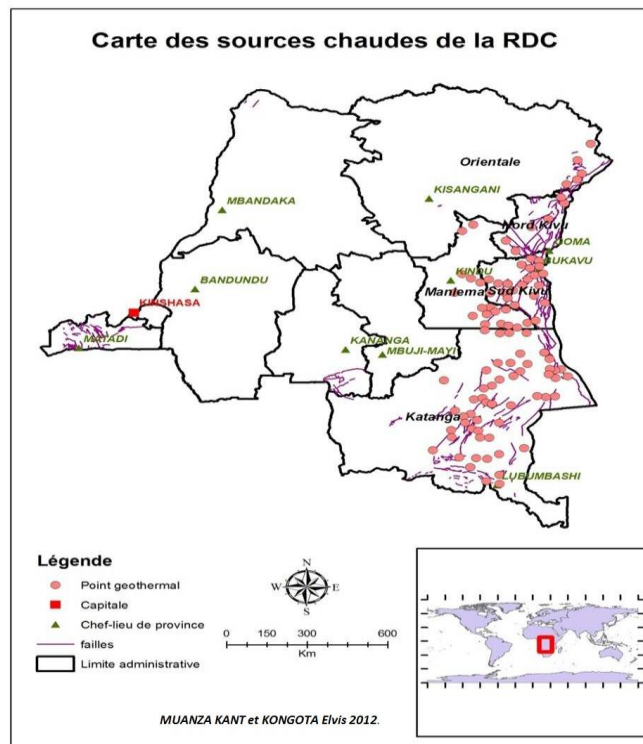 Carte des sources chaudes de la RDC
Orientale
KISANGANI
MBANDAKA
Nord Kivu
GOMA
BUKAVU
BANDUNDU
KINDU
Maniema
Sud Kivu
KINSHASA
MATADI
KANANGA
MBUJI-MAYI
Katanga
LUBUMBASHI
Légende
Point geothermal
Capitale
Chef-lieu de province
failles
Limite administrative
N
W
E
S
0 150 300 600
Km
MUANZA KANT et KONGOTA Elvis 2012.